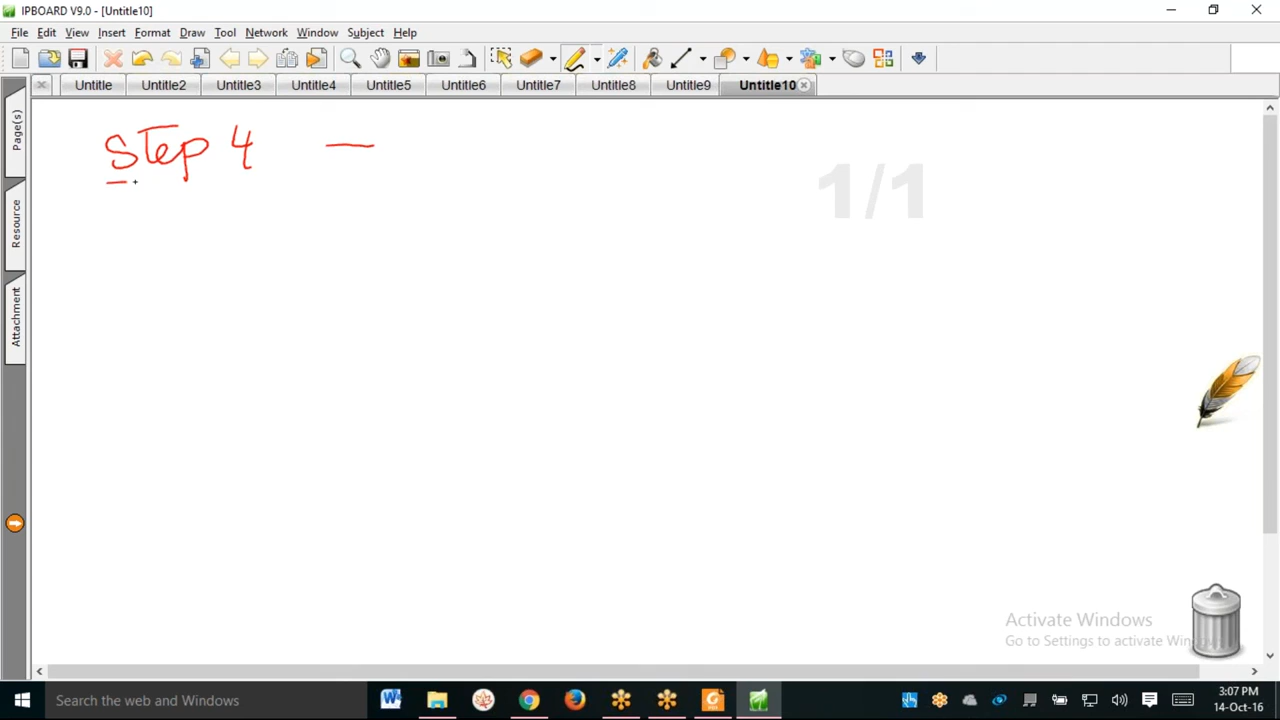 IPBOARD V9.0 - [Untitle10]
File Edit View Insert Format Draw Tool Network Window Subject Help
Untitle Untitle2 Untitle3 Untitle4 Untitle5 Untitle6 Untitle7 Untitle8 Untitle9 Untitle10
Page(s)
Resource
Attachment
Step 4 —
1/1
Activate Windows
Go to Settings to activate Win
Search the web and Windows
3:07 PM
14-Oct-16